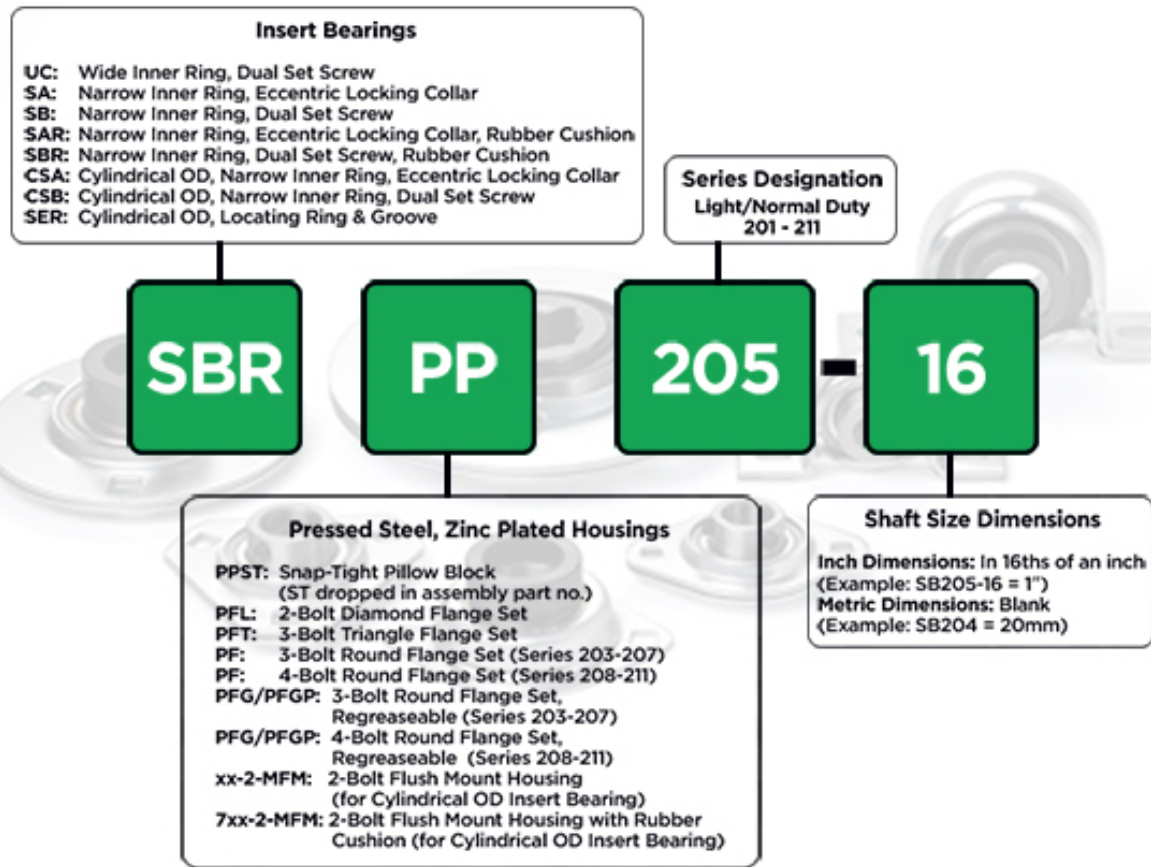 Insert Bearings
UC: Wide Inner Ring, Dual Set Screw
SA: Narrow Inner Ring, Eccentric Locking Collar
SB: Narrow Inner Ring, Dual Set Screw
SAR: Narrow Inner Ring, Eccentric Locking Collar, Rubber Cushion
SBR: Narrow Inner Ring, Dual Set Screw, Rubber Cushion
CSA: Cylindrical OD, Narrow Inner Ring, Eccentric Locking Collar
CSB: Cylindrical OD, Narrow Inner Ring, Dual Set Screw
SER: Cylindrical OD, Locating Ring & Groove
Series Designation
Light/Normal Duty
201 - 211
SBR PP 205 - 16
Pressed Steel, Zinc Plated Housings
PPST: Snap-Tight Pillow Block
(ST dropped in assembly part no.)
PFL: 2-Bolt Diamond Flange Set
PFT: 3-Bolt Triangle Flange Set
PF: 3-Bolt Round Flange Set (Series 203-207)
PF: 4-Bolt Round Flange Set (Series 208-211)
PFG/PFGP: 3-Bolt Round Flange Set,
Regreaseable (Series 203-207)
PFG/PFGP: 4-Bolt Round Flange Set,
Regreaseable (Series 208-211)
xx-2-MFM: 2-Bolt Flush Mount Housing
(for Cylindrical OD Insert Bearing)
7xx-2-MFM: 2-Bolt Flush Mount Housing with Rubber
Cushion (for Cylindrical OD Insert Bearing)
Shaft Size Dimensions
Inch Dimensions: In 16ths of an inch
(Example: SB205-16 = 1")
Metric Dimensions: Blank
(Example: SB204 = 20mm)